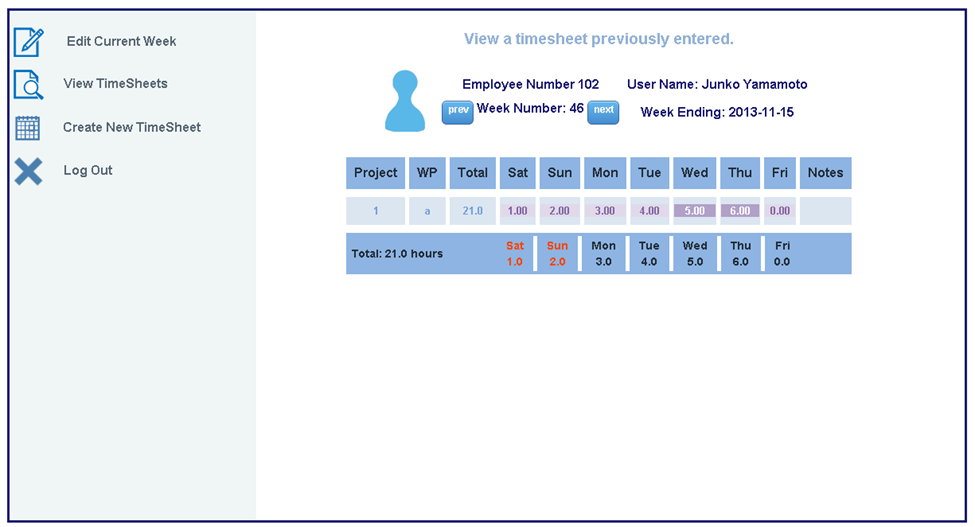 Edit Current Week
View TimeSheets
Create New TimeSheet
Log Out
View a timesheet previously entered.
Employee Number 102 User Name: Junko Yamamoto
prev Week Number: 46 next Week Ending: 2013-11-15
Project WP Total Sat Sun Mon Tue Wed Thu Fri Notes
1 a 21.0 1.00 2.00 3.00 4.00 5.00 6.00 0.00
Total: 21.0 hours Sat Sun Mon Tue Wed Thu Fri
1.0 2.0 3.0 4.0 5.0 6.0 0.0